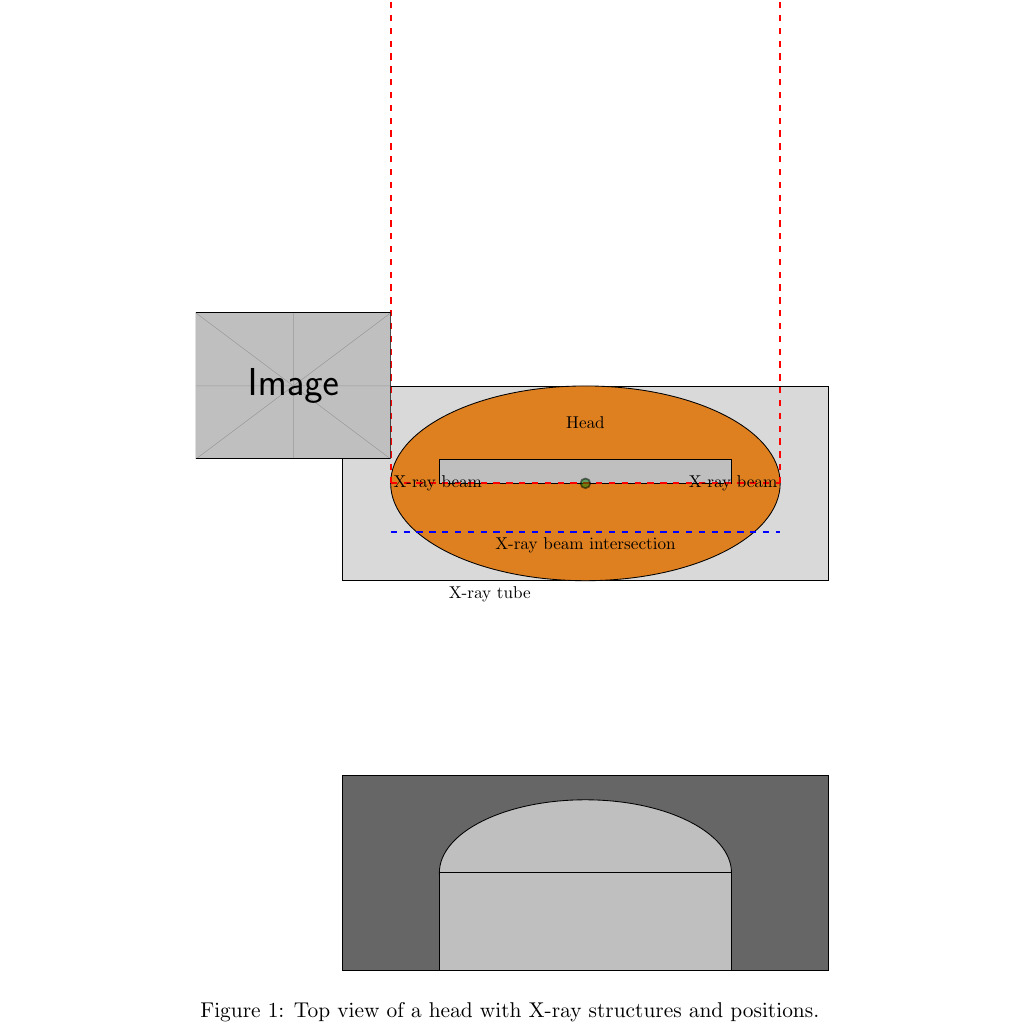 Image
Head
X-ray beam X-ray beam
X-ray beam intersection
X-ray tube
Figure 1: Top view of a head with X-ray structures and positions.